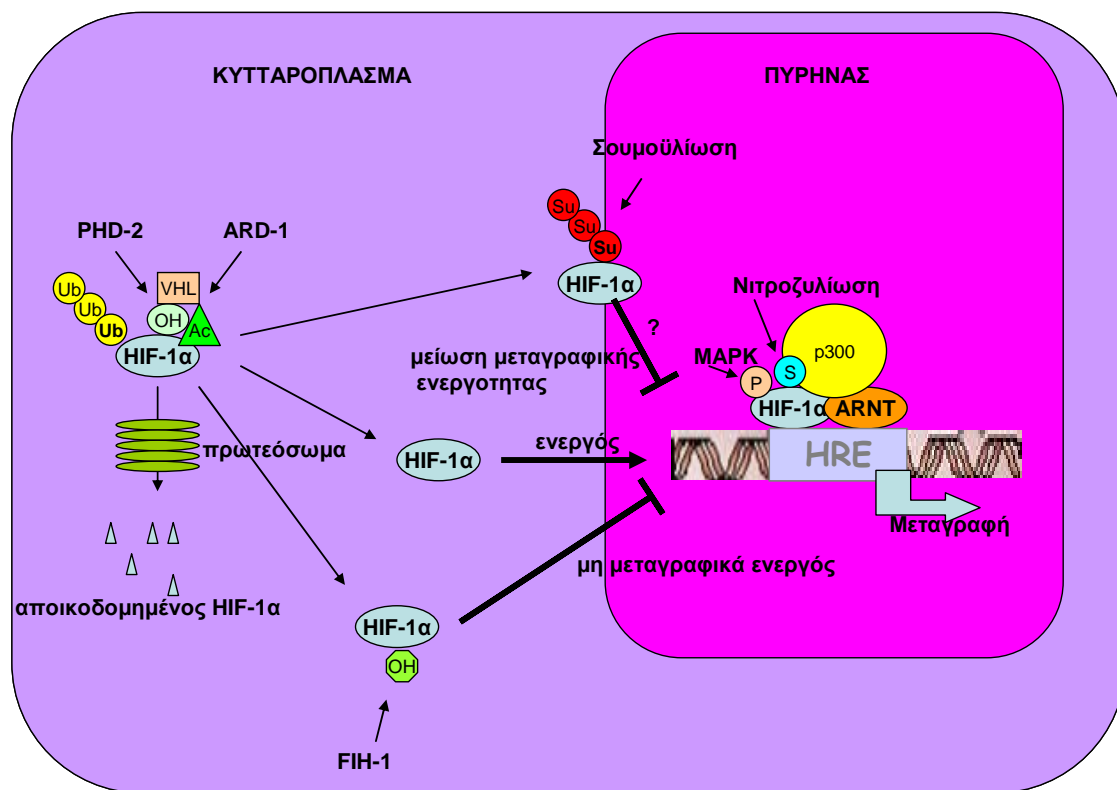 ΚΥΤΤΑΡΟΠΛΑΣΜΑ
ΠΥΡΗΝΑΣ
Σουμοϋλίωση
Su
Su
Su
HIF-1α
PHD-2
ARD-1
VHL
Ub
Ub
Ub
OH
Ac
HIF-1α
?
μείωση μεταγραφικής
ενεργοτητας
Νιτροζυλίωση
MAPK
p300
P
S
HIF-1α
ARNT
HRE
Μεταγραφή
πρωτεόσωμα
HIF-1α
ενεργός
μη μεταγραφικά ενεργός
αποικοδομημένος HIF-1α
HIF-1α
OH
FIH-1